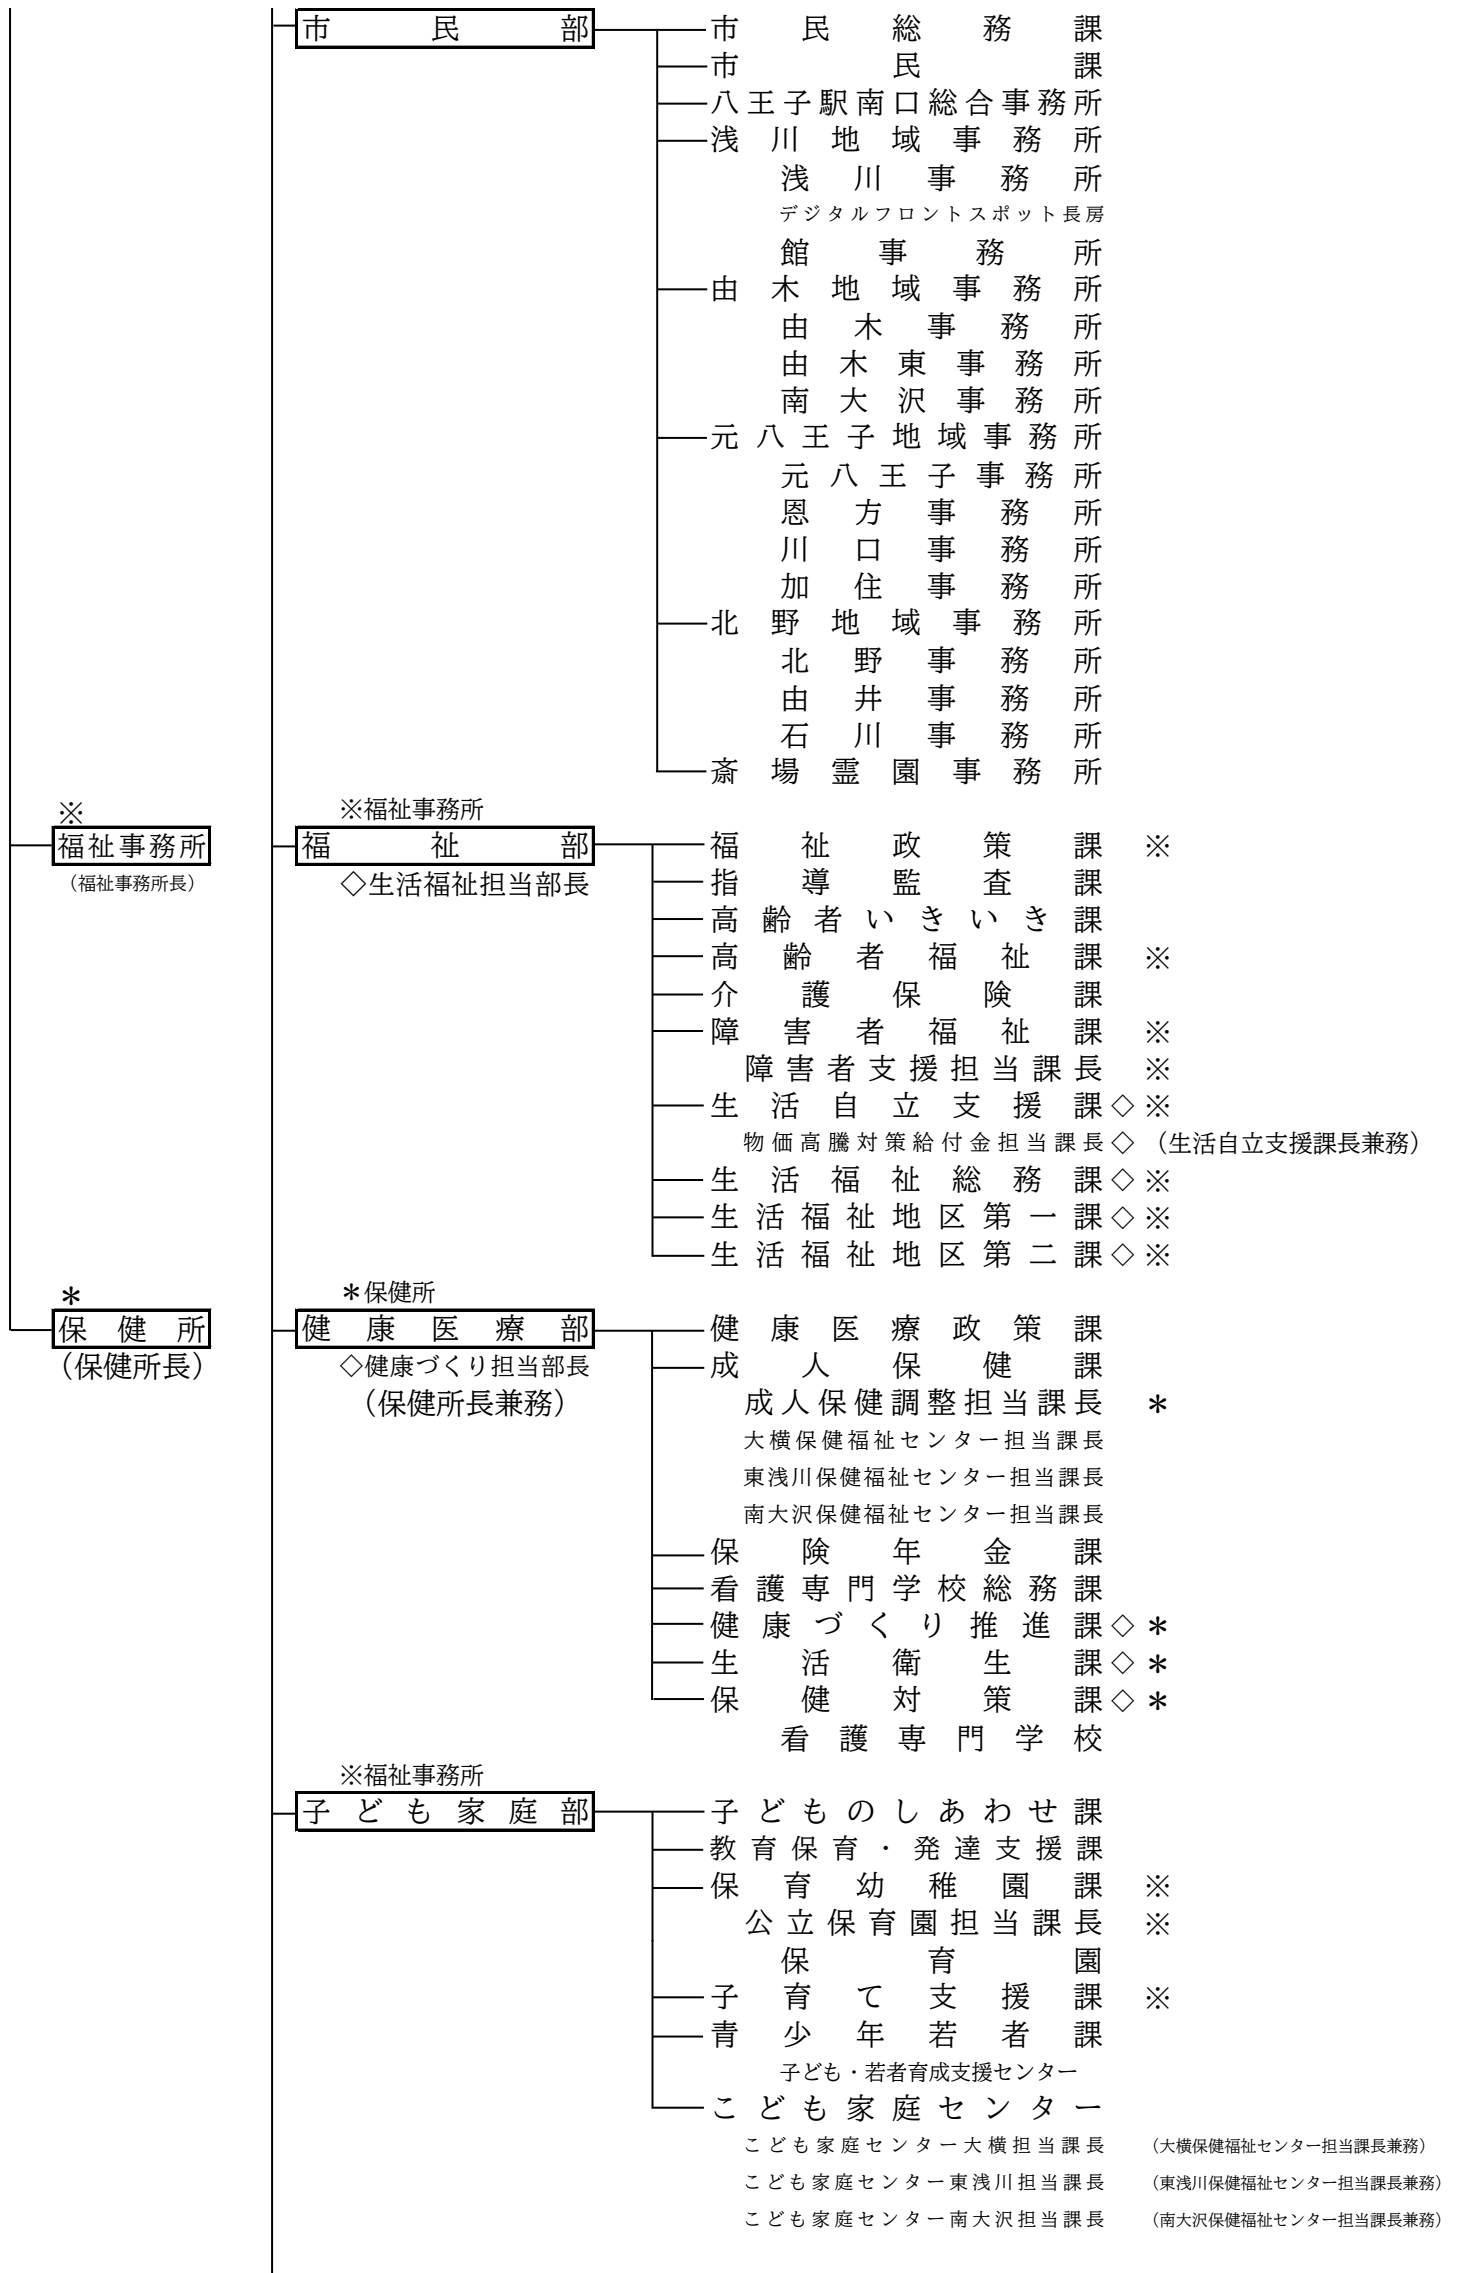 市民部 市民総務課
市民課
八王子駅南口総合事務所
浅川地域事務所
浅川事務所
デジタルフロントスポット長房
館事務所
由木地域事務所
由木事務所
由木東事務所
南大沢事務所
元八王子地域事務所
元八王子事務所
恩方事務所
川口事務所
加住事務所
北野地域事務所
北野事務所
由井事務所
石川事務所
斎場霊園事務所
※ ※福祉事務所
福祉事務所 福祉部 福祉政策課 ※
（福祉事務所長） ◇生活福祉担当部長 指導監査課
高齢者いきいき課
高齢者福祉課 ※
介護保険課
障害者福祉課 ※
障害者支援担当課長 ※
生活自立支援課◇※
物価高騰対策給付金担当課長◇（生活自立支援課長兼務）
生活福祉総務課◇※
生活福祉地区第一課◇※
生活福祉地区第二課◇※
＊ ＊保健所
保健所 健康医療部 健康医療政策課
（保健所長） ◇健康づくり担当部長 成人保健課
（保健所長兼務） 成人保健調整担当課長 ＊
大横保健福祉センター担当課長
東浅川保健福祉センター担当課長
南大沢保健福祉センター担当課長
保険年金課
看護専門学校総務課
健康づくり推進課◇＊
生活衛生課◇＊
保健対策課◇＊
看護専門学校
※福祉事務所
子ども家庭部 子どものしあわせ課
教育保育・発達支援課
保育幼稚園課 ※
公立保育園担当課長 ※
保育園
子育て支援課 ※
青少年若者課
子ども・若者育成支援センター
こども家庭センター
こども家庭センター大横担当課長 （大横保健福祉センター担当課長兼務）
こども家庭センター東浅川担当課長 （東浅川保健福祉センター担当課長兼務）
こども家庭センター南大沢担当課長 （南大沢保健福祉センター担当課長兼務）